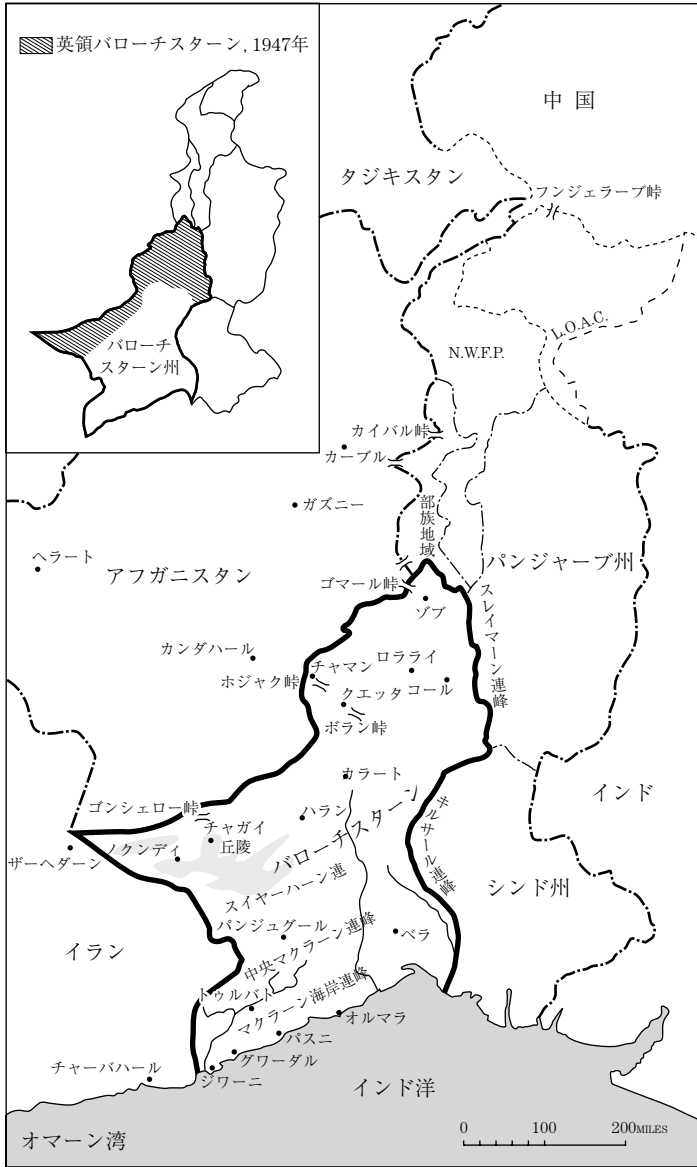 英領バローチスターン, 1947年
バローチ
スターン州
中 国
タジキスタン
フンジェラーブ峠
L.O.A.C.
N.W.F.P.
カイバル峠
カーブル
ガズニー
部族地域
ヘラート
アフガニスタン
パンジャーブ州
ゴマール峠
ゾブ
スレイマーン連峰
カンダハール
チャマン
ロラライ
ホジャク峠
クエッタ
コール
ボラン峠
カラート
インド
ゴンシェロー峠
ハラン
チャガイ
丘陵
バローチスターン
キルサール連峰
ザーヘダーン
ノクンディ
スイヤーハーン連
シンド州
パンジュグール
ベラ
イラン
中央マクラーン連峰
トゥルバト
マクラーン海岸連峰
オルマラ
パスニ
グワーダル
チャーバハール
ジワーニ
インド洋
オマーン湾
0 100 200MILES